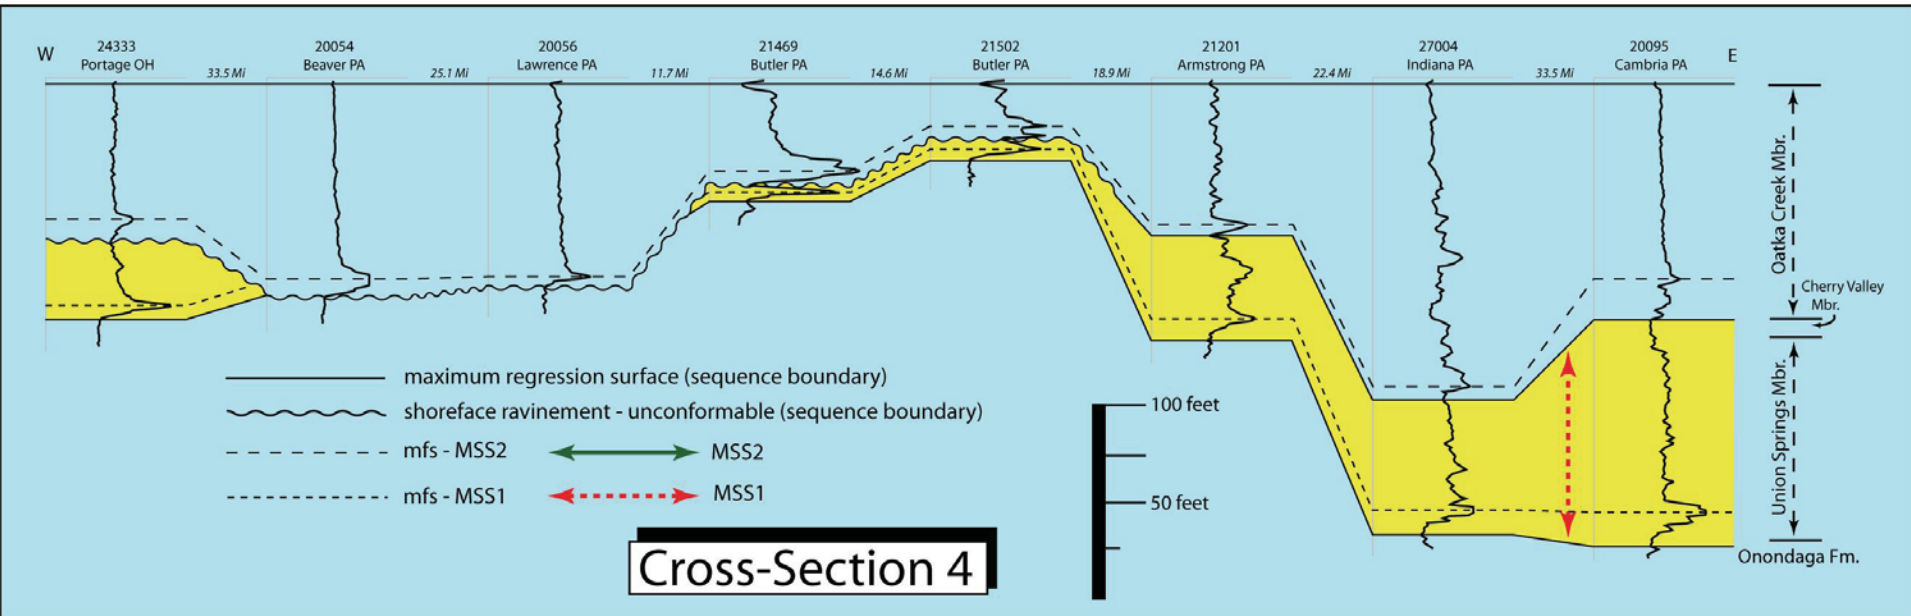 W
24333
Portage OH
33.5 Mi
20054
Beaver PA
25.1 Mi
20056
Lawrence PA
11.7 Mi
21469
Butler PA
14.6 Mi
21502
Butler PA
18.9 Mi
21201
Armstrong PA
22.4 Mi
27004
Indiana PA
33.5 Mi
20095
Cambria PA
E
Oatka Creek Mbr.
Cherry Valley
Mbr.
Union Springs Mbr.
Onondaga Fm.
maximum regression surface (sequence boundary)
shoreface ravinement - unconformable (sequence boundary)
mfs - MSS2
MSS2
mfs - MSS1
MSS1
100 feet
50 feet
Cross-Section 4